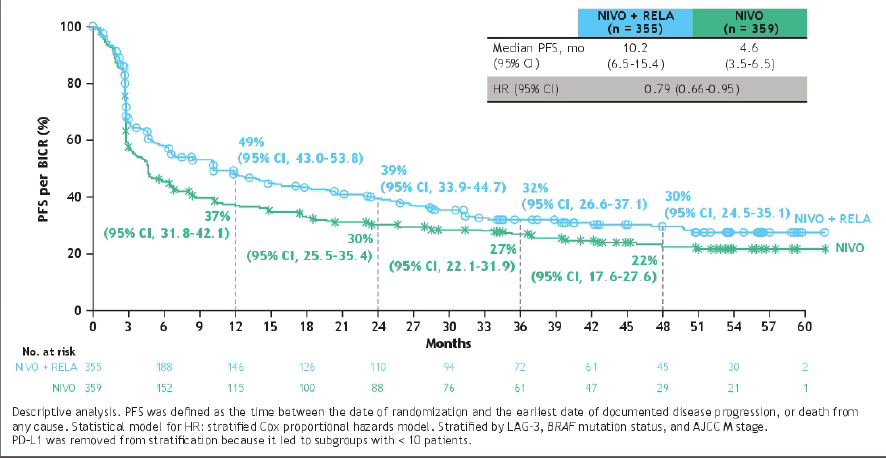 NIVO + RELA NIVO
(n = 355) (n = 359)
Median PFS, mo 10.2 4.6
(95% CI) (6.5-15.4) (3.5-6.5)
HR (95% CI) 0.79 (0.66-0.95)
PFS per BICR (%)
100
80
60
40
20
0
49%
(95% CI, 43.0-53.8)
39%
(95% CI, 33.9-44.7)
32%
(95% CI, 26.6-37.1)
30%
(95% CI, 24.5-35.1)
NIVO + RELA
37%
(95% CI, 31.8-42.1)
30%
(95% CI, 25.5-35.4)
27%
(95% CI, 22.1-31.9)
22%
(95% CI, 17.6-27.6)
NIVO
0 3 6 9 12 15 18 21 24 27 30 33 36 39 42 45 48 51 54 57 60
Months
No. at risk
NIVO + RELA 355 188 146 126 110 94 72 61 45 30 2
NIVO 359 152 115 100 88 76 61 47 29 21 1
Descriptive analysis. PFS was defined as the time between the date of randomization and the earliest date of documented disease progression, or death from
any cause. Statistical model for HR: stratified Cox proportional hazards model. Stratified by LAG-3, BRAF mutation status, and AJCC M stage.
PD-L1 was removed from stratification because it led to subgroups with < 10 patients.